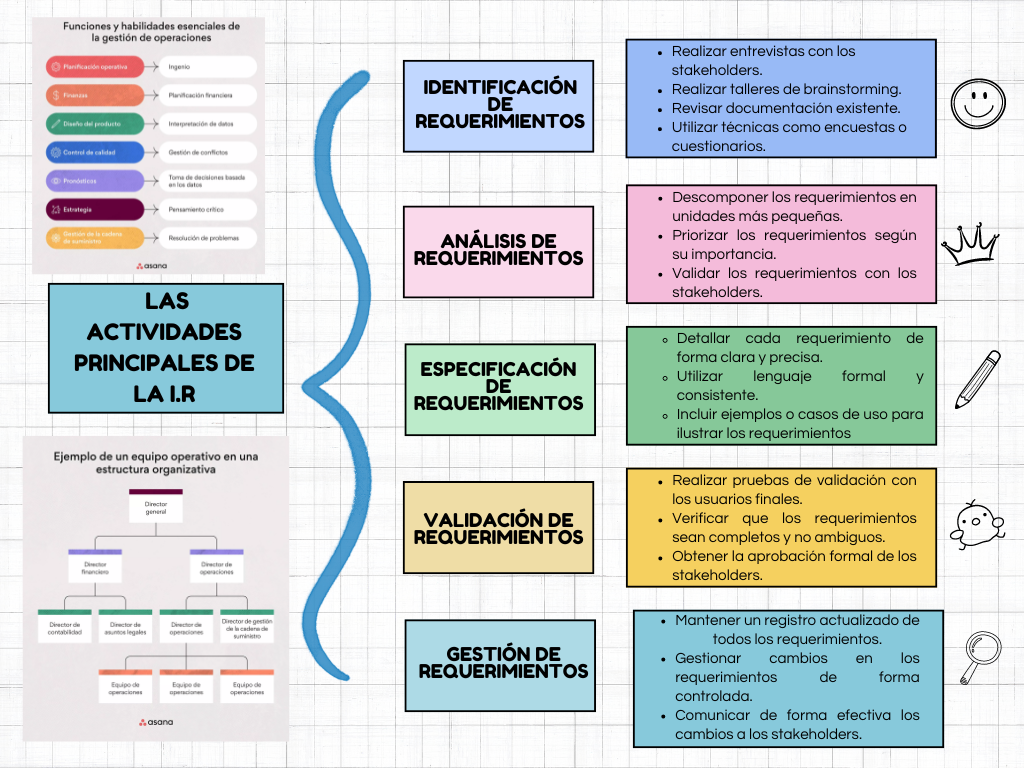 Funciones y habilidades esenciales de
la gestión de operaciones
Planificación operativa
Ingenio
Finanzas
Planificación financiera
Diseño del producto
Interpretación de datos
Control de calidad
Gestión de conflictos
Pronósticos
Toma de decisiones basada
en los datos
Estrategia
Pensamiento crítico
Gestión de la cadena
de suministros
Resolución de problemas
asana
LAS
ACTIVIDADES
PRINCIPALES DE
LA I.R
Ejemplo de un equipo operativo en una
estructura organizativa
Director
general
Director
financiero
Director de
operaciones
Director de
contabilidad
Director de
asuntos legales
Director de
operaciones
Director de gestión
de la cadena de
suministro
Equipo de
operaciones
Equipo de
operaciones
Equipo de
operaciones
asana
IDENTIFICACIÓN
DE
REQUERIMIENTOS
• Realizar entrevistas con los
stakeholders.
• Realizar talleres de brainstorming.
• Revisar documentación existente.
• Utilizar técnicas como encuestas o
cuestionarios.
ANÁLISIS DE
REQUERIMIENTOS
• Descomponer los requerimientos en
unidades más pequeñas.
• Priorizar los requerimientos según
su importancia.
• Validar los requerimientos con los
stakeholders.
ESPECIFICACIÓN
DE
REQUERIMIENTOS
◦ Detallar cada requerimiento de
forma clara y precisa.
◦ Utilizar lenguaje formal y
consistente.
◦ Incluir ejemplos o casos de uso para
ilustrar los requerimientos
VALIDACIÓN DE
REQUERIMIENTOS
• Realizar pruebas de validación con
los usuarios finales.
• Verificar que los requerimientos
sean completos y no ambiguos.
• Obtener la aprobación formal de los
stakeholders.
GESTIÓN DE
REQUERIMIENTOS
• Mantener un registro actualizado de
todos los requerimientos.
• Gestionar cambios en los
requerimientos de forma
controlada.
• Comunicar de forma efectiva los
cambios a los stakeholders.